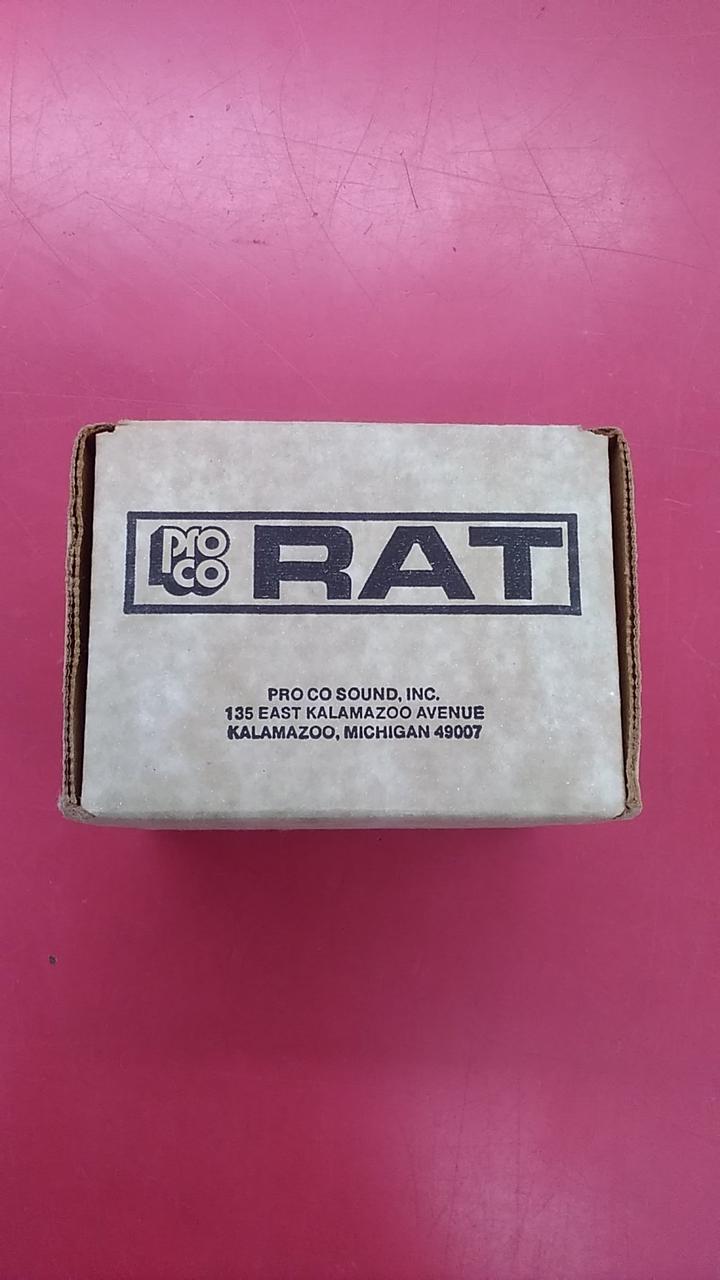 pro co RAT
PRO CO SOUND, INC.
135 EAST KALAMAZOO AVENUE
KALAMAZOO, MICHIGAN 49007